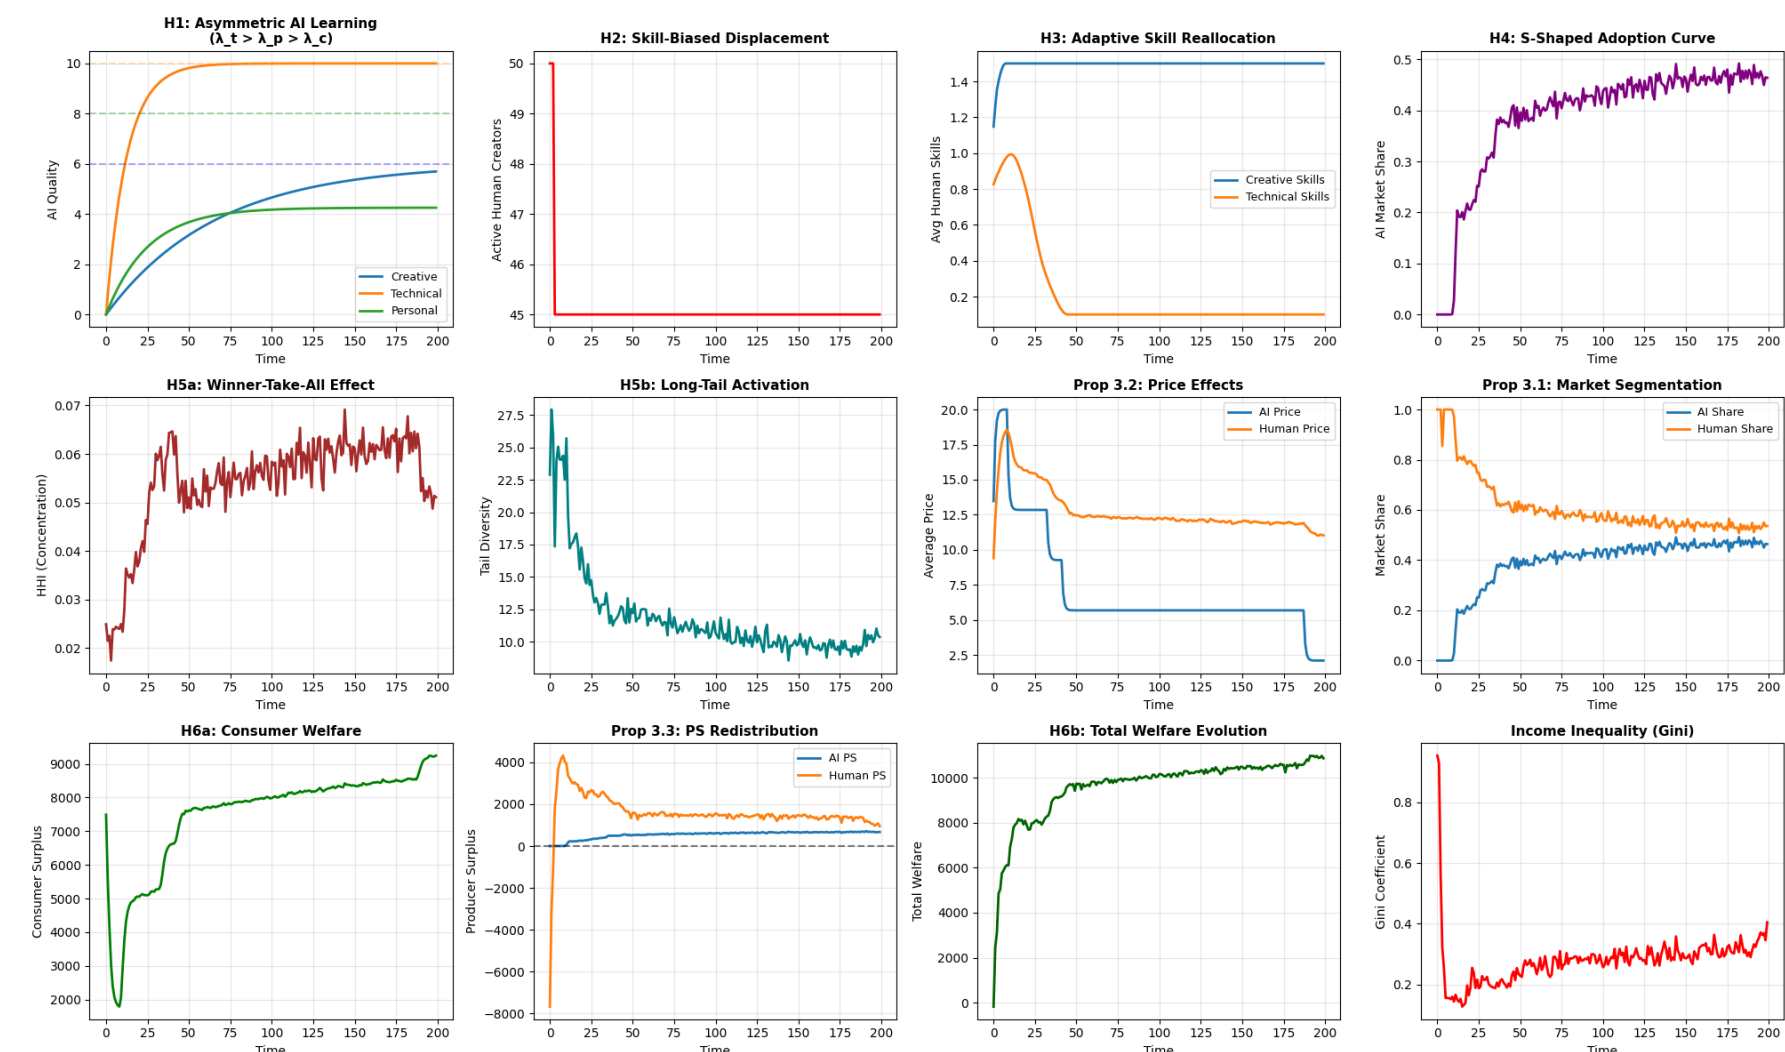 H1: Asymmetric AI Learning
(λ_t > λ_p > λ_c)
AI Quality
10
8
6
4
2
0
Creative
Technical
Personal
0 25 50 75 100 125 150 175 200
Time
H2: Skill-Biased Displacement
Active Human Creators
50
49
48
47
46
45
0 25 50 75 100 125 150 175 200
Time
H3: Adaptive Skill Reallocation
Avg Human Skills
1.4
1.2
1.0
0.8
0.6
0.4
0.2
Creative Skills
Technical Skills
0 25 50 75 100 125 150 175 200
Time
H4: S-Shaped Adoption Curve
AI Market Share
0.5
0.4
0.3
0.2
0.1
0.0
0 25 50 75 100 125 150 175 200
Time
H5a: Winner-Take-All Effect
HHI (Concentration)
0.07
0.06
0.05
0.04
0.03
0.02
0 25 50 75 100 125 150 175 200
Time
H5b: Long-Tail Activation
Tail Diversity
27.5
25.0
22.5
20.0
17.5
15.0
12.5
10.0
0 25 50 75 100 125 150 175 200
Time
Prop 3.2: Price Effects
Average Price
20.0
17.5
15.0
12.5
10.0
7.5
5.0
2.5
AI Price
Human Price
0 25 50 75 100 125 150 175 200
Time
Prop 3.1: Market Segmentation
Market Share
1.0
0.8
0.6
0.4
0.2
0.0
AI Share
Human Share
0 25 50 75 100 125 150 175 200
Time
H6a: Consumer Welfare
Consumer Surplus
9000
8000
7000
6000
5000
4000
3000
2000
0 25 50 75 100 125 150 175 200
Time
Prop 3.3: PS Redistribution
Producer Surplus
4000
2000
0
−2000
−4000
−6000
−8000
AI PS
Human PS
0 25 50 75 100 125 150 175 200
Time
H6b: Total Welfare Evolution
Total Welfare
10000
8000
6000
4000
2000
0
0 25 50 75 100 125 150 175 200
Time
Income Inequality (Gini)
Gini Coefficient
0.8
0.6
0.4
0.2
0 25 50 75 100 125 150 175 200
Time